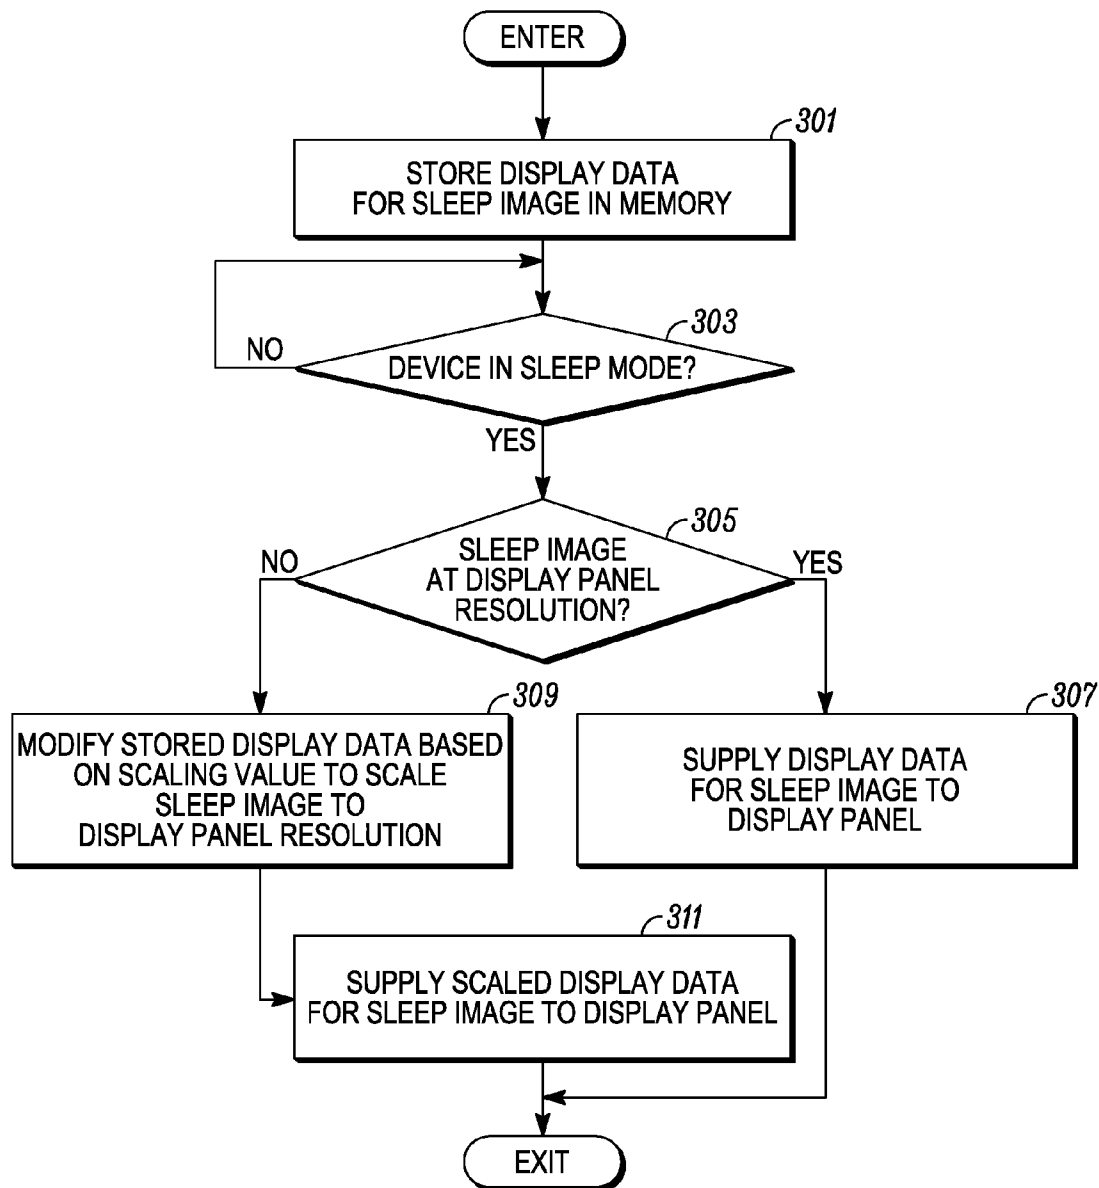 ENTER
301
STORE DISPLAY DATA
FOR SLEEP IMAGE IN MEMORY
303
NO
DEVICE IN SLEEP MODE?
YES
305
NO
SLEEP IMAGE
AT DISPLAY PANEL
RESOLUTION?
YES
309
MODIFY STORED DISPLAY DATA BASED
ON SCALING VALUE TO SCALE
SLEEP IMAGE TO
DISPLAY PANEL RESOLUTION
307
SUPPLY DISPLAY DATA
FOR SLEEP IMAGE TO
DISPLAY PANEL
311
SUPPLY SCALED DISPLAY DATA
FOR SLEEP IMAGE TO DISPLAY PANEL
EXIT